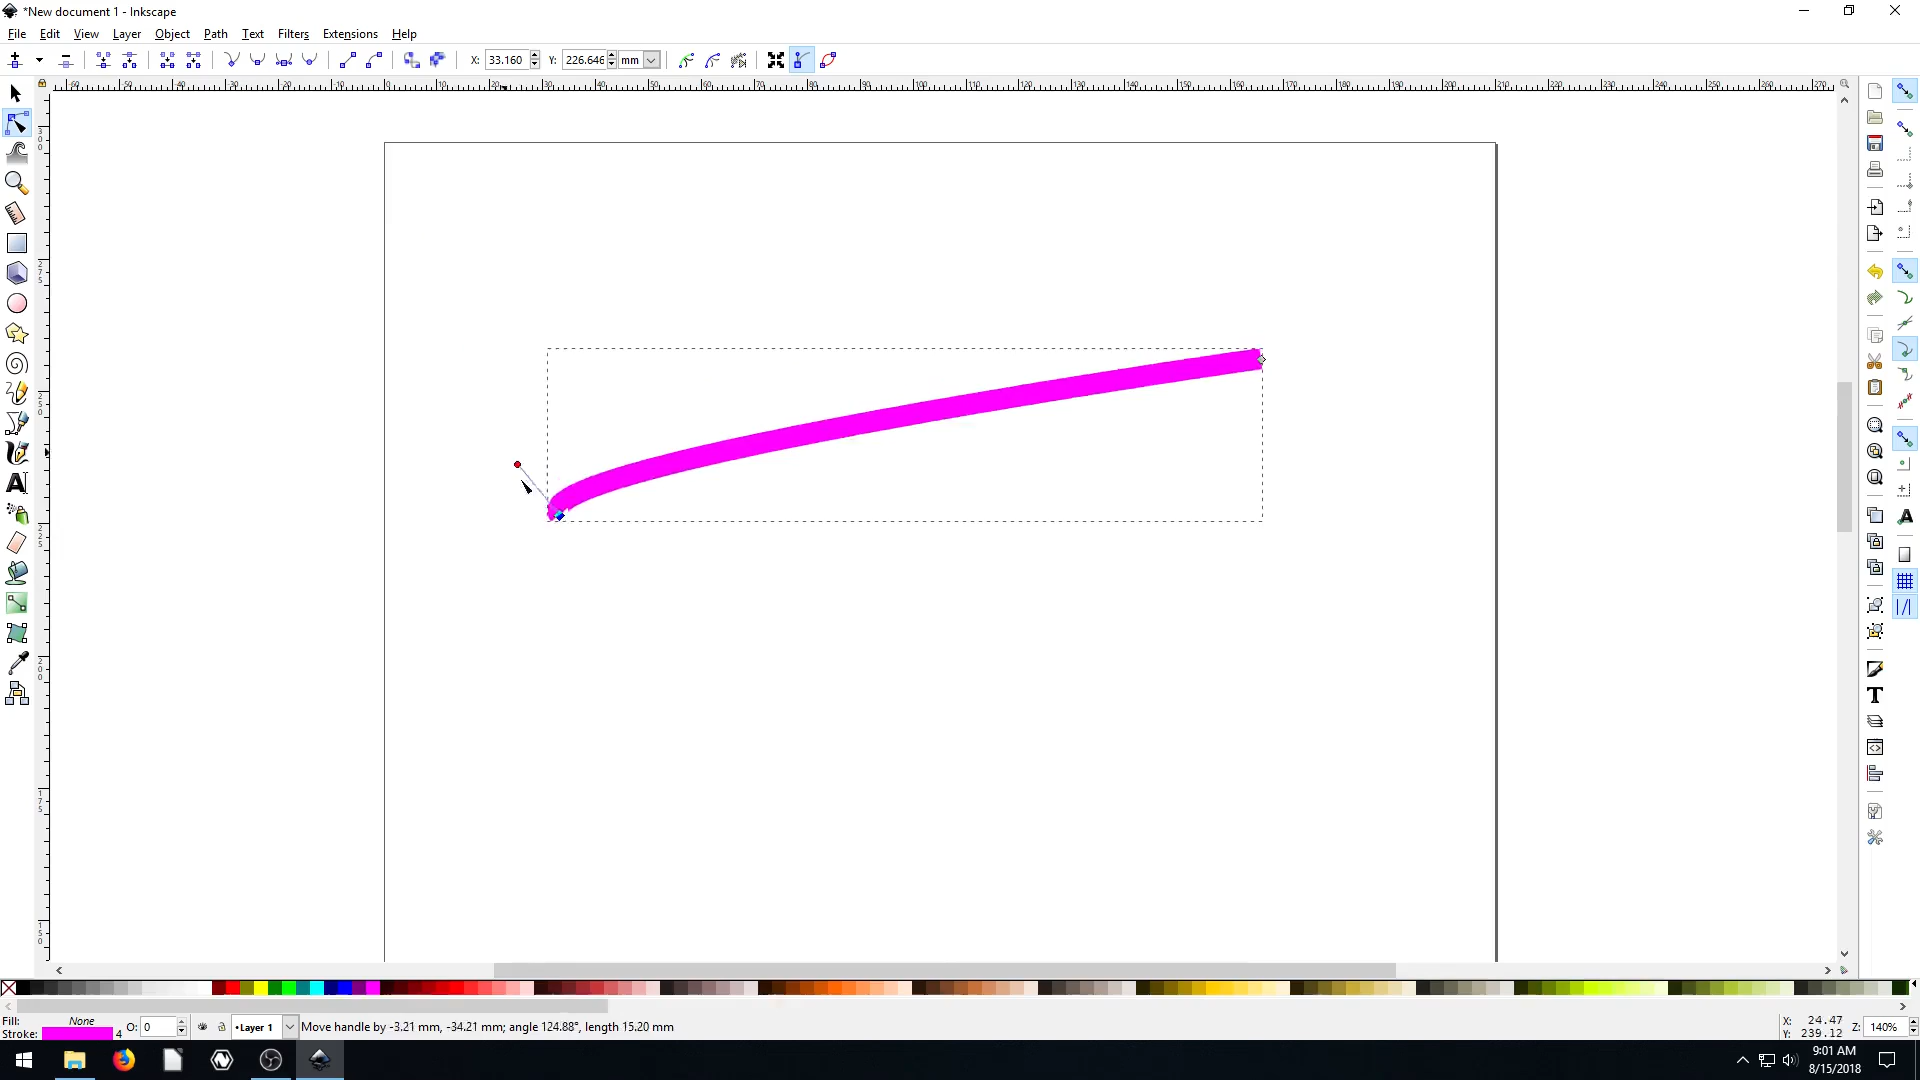 *New document 1 - Inkscape
File Edit View Layer Object Path Text Filters Extensions Help
X: 33.160 Y: 226.646 mm
Fill: None O: 0 •Layer 1 Move handle by -3.21 mm, -34.21 mm; angle 124.88°, length 15.20 mm X: 24.47 Z: 140%
Stroke: 4 Y: 239.12
9:01 AM
8/15/2018